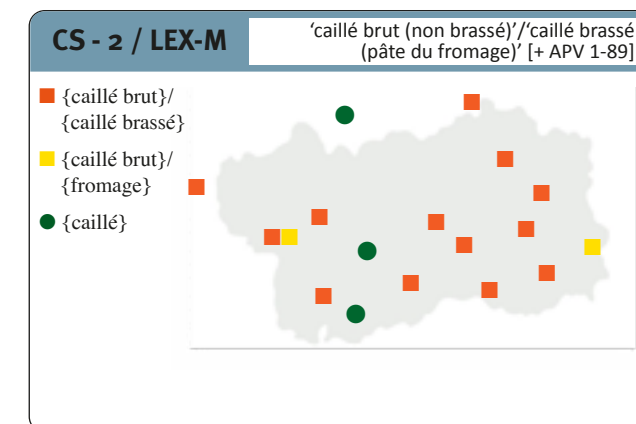 CS - 2 / LEX-M
‘caillé brut (non brassé)’/‘caillé brassé
(pâte du fromage)’ [+ APV 1-89]
{caillé brut}/
{caillé brassé}
{caillé brut}/
{fromage}
{caillé}